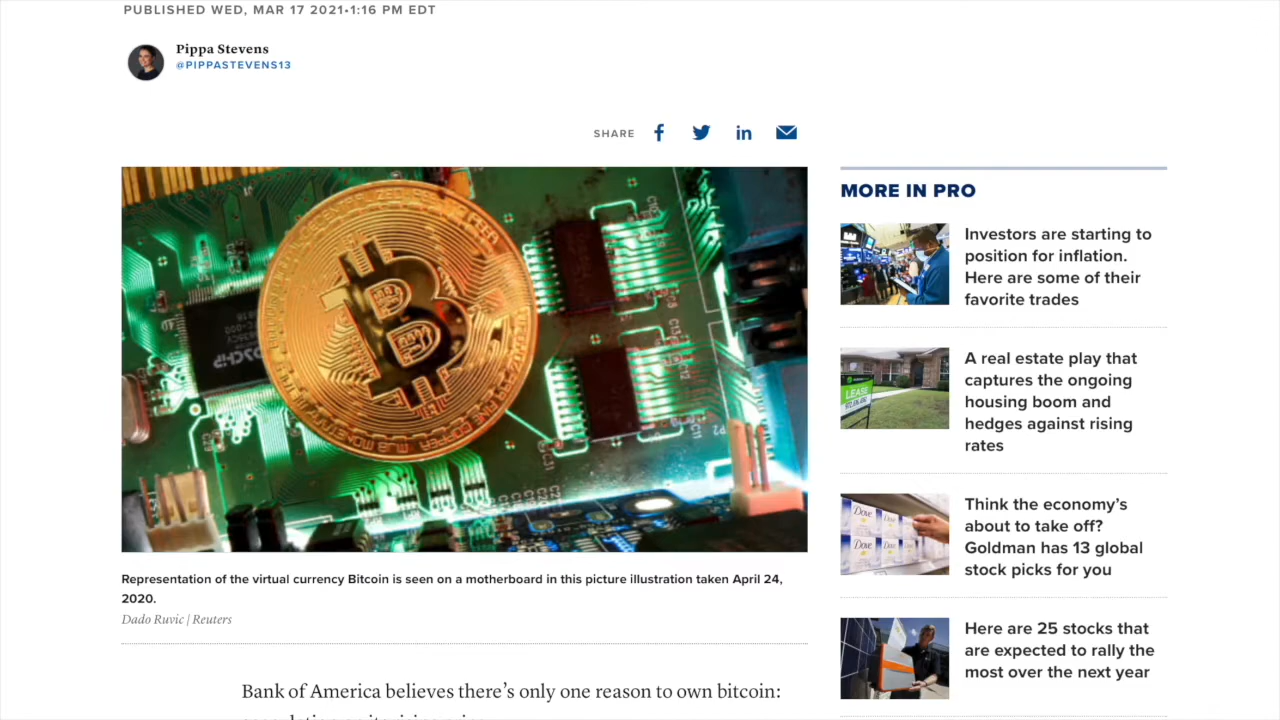 PUBLISHED WED, MAR 17 2021•1:16 PM EDT
Pippa Stevens
@PIPPASTEVENS13
SHARE
Representation of the virtual currency Bitcoin is seen on a motherboard in this picture illustration taken April 24,
2020.
Dado Ruvic | Reuters
Bank of America believes there’s only one reason to own bitcoin:
MORE IN PRO
Investors are starting to
position for inflation.
Here are some of their
favorite trades
LEASE
A real estate play that
captures the ongoing
housing boom and
hedges against rising
rates
Dove
Dove
Dove
Dove
Think the economy’s
about to take off?
Goldman has 13 global
stock picks for you
Here are 25 stocks that
are expected to rally the
most over the next year